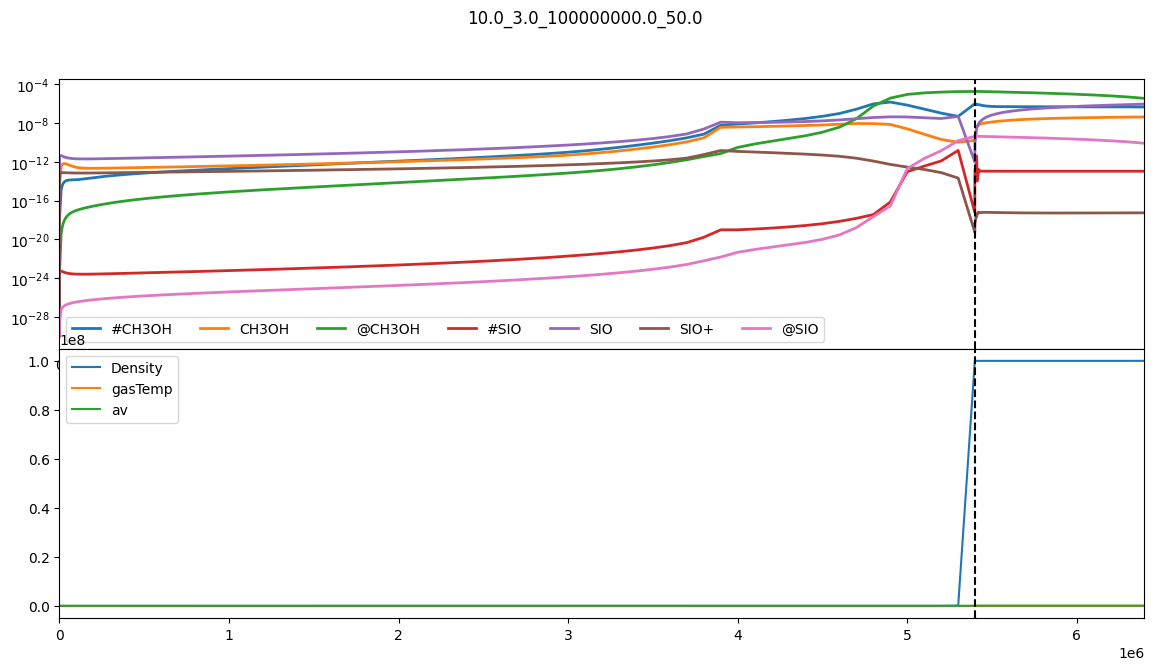 10.0_3.0_100000000.0_50.0
10⁻⁴
10⁻⁸
10⁻¹²
10⁻¹⁶
10⁻²⁰
10⁻²⁴
10⁻²⁸
#CH3OH CH3OH @CH3OH #SIO SIO SIO+ @SIO
1e8
1.0
0.8
0.6
0.4
0.2
0.0
Density
gasTemp
av
0 1 2 3 4 5 6
1e6